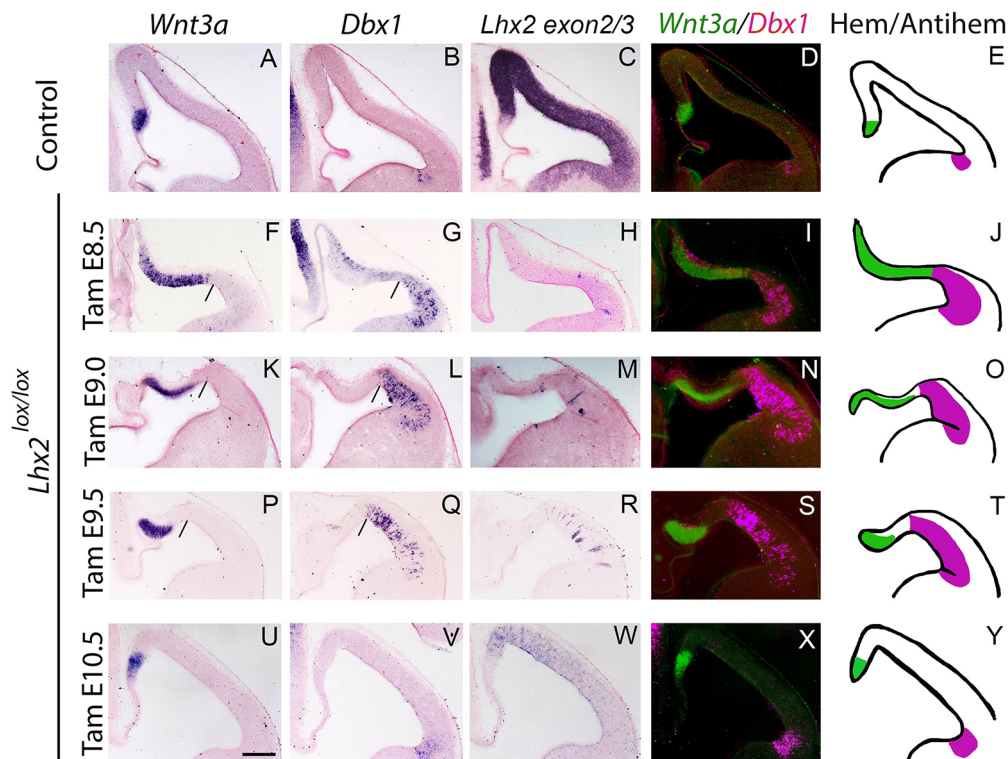 Wnt3a Dbx1 Lhx2 exon2/3 Wnt3a/Dbx1 Hem/Antihem
Control
A B C D E
Lhx2 lox/lox
Tam E8.5
F G H I J
Tam E9.0
K L M N O
Tam E9.5
P Q R S T
Tam E10.5
U V W X Y